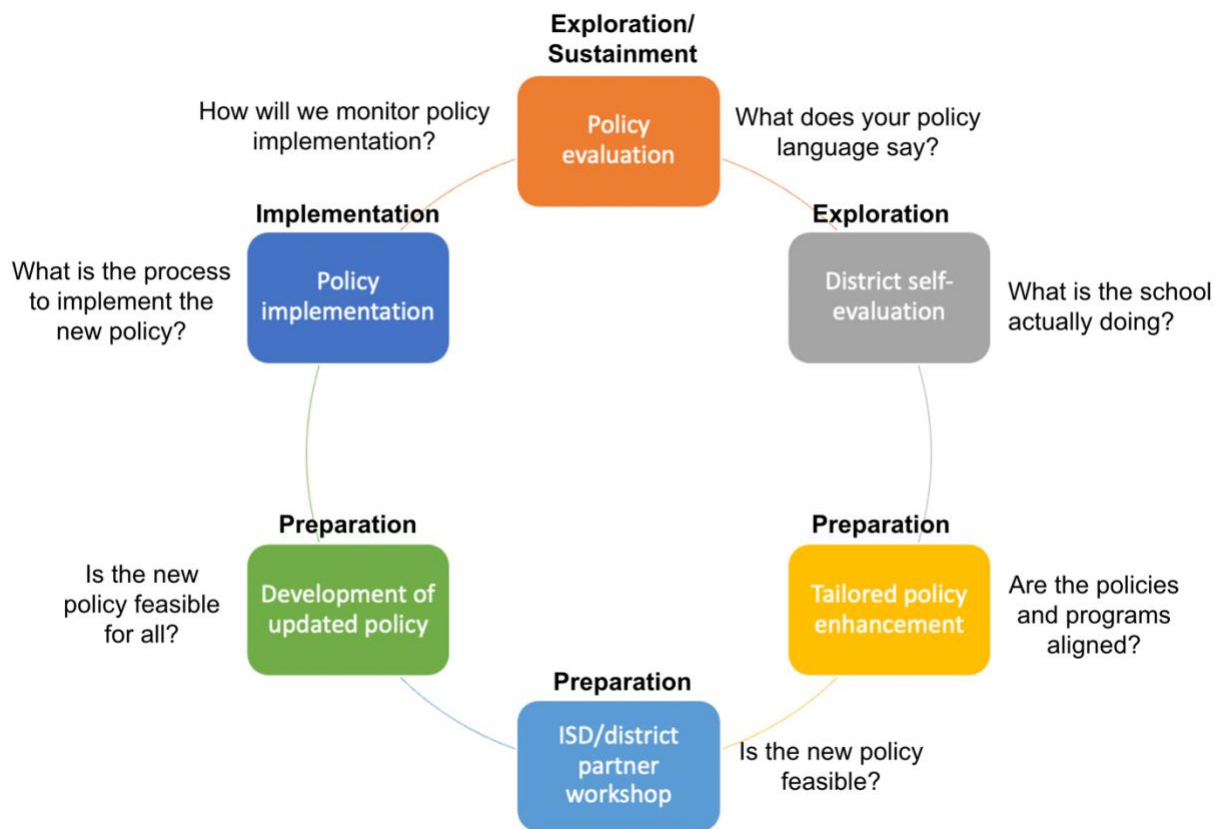 Exploration/
Sustainment
Policy
evaluation
How will we monitor policy
implementation?
What does your policy
language say?
Exploration
District self-
evaluation
What is the school
actually doing?
Preparation
Tailored policy
enhancement
Are the policies
and programs
aligned?
Preparation
ISD/district
partner
workshop
Is the new policy
feasible?
Preparation
Development of
updated policy
Is the new
policy feasible
for all?
Implementation
Policy
implementation
What is the process
to implement the
new policy?